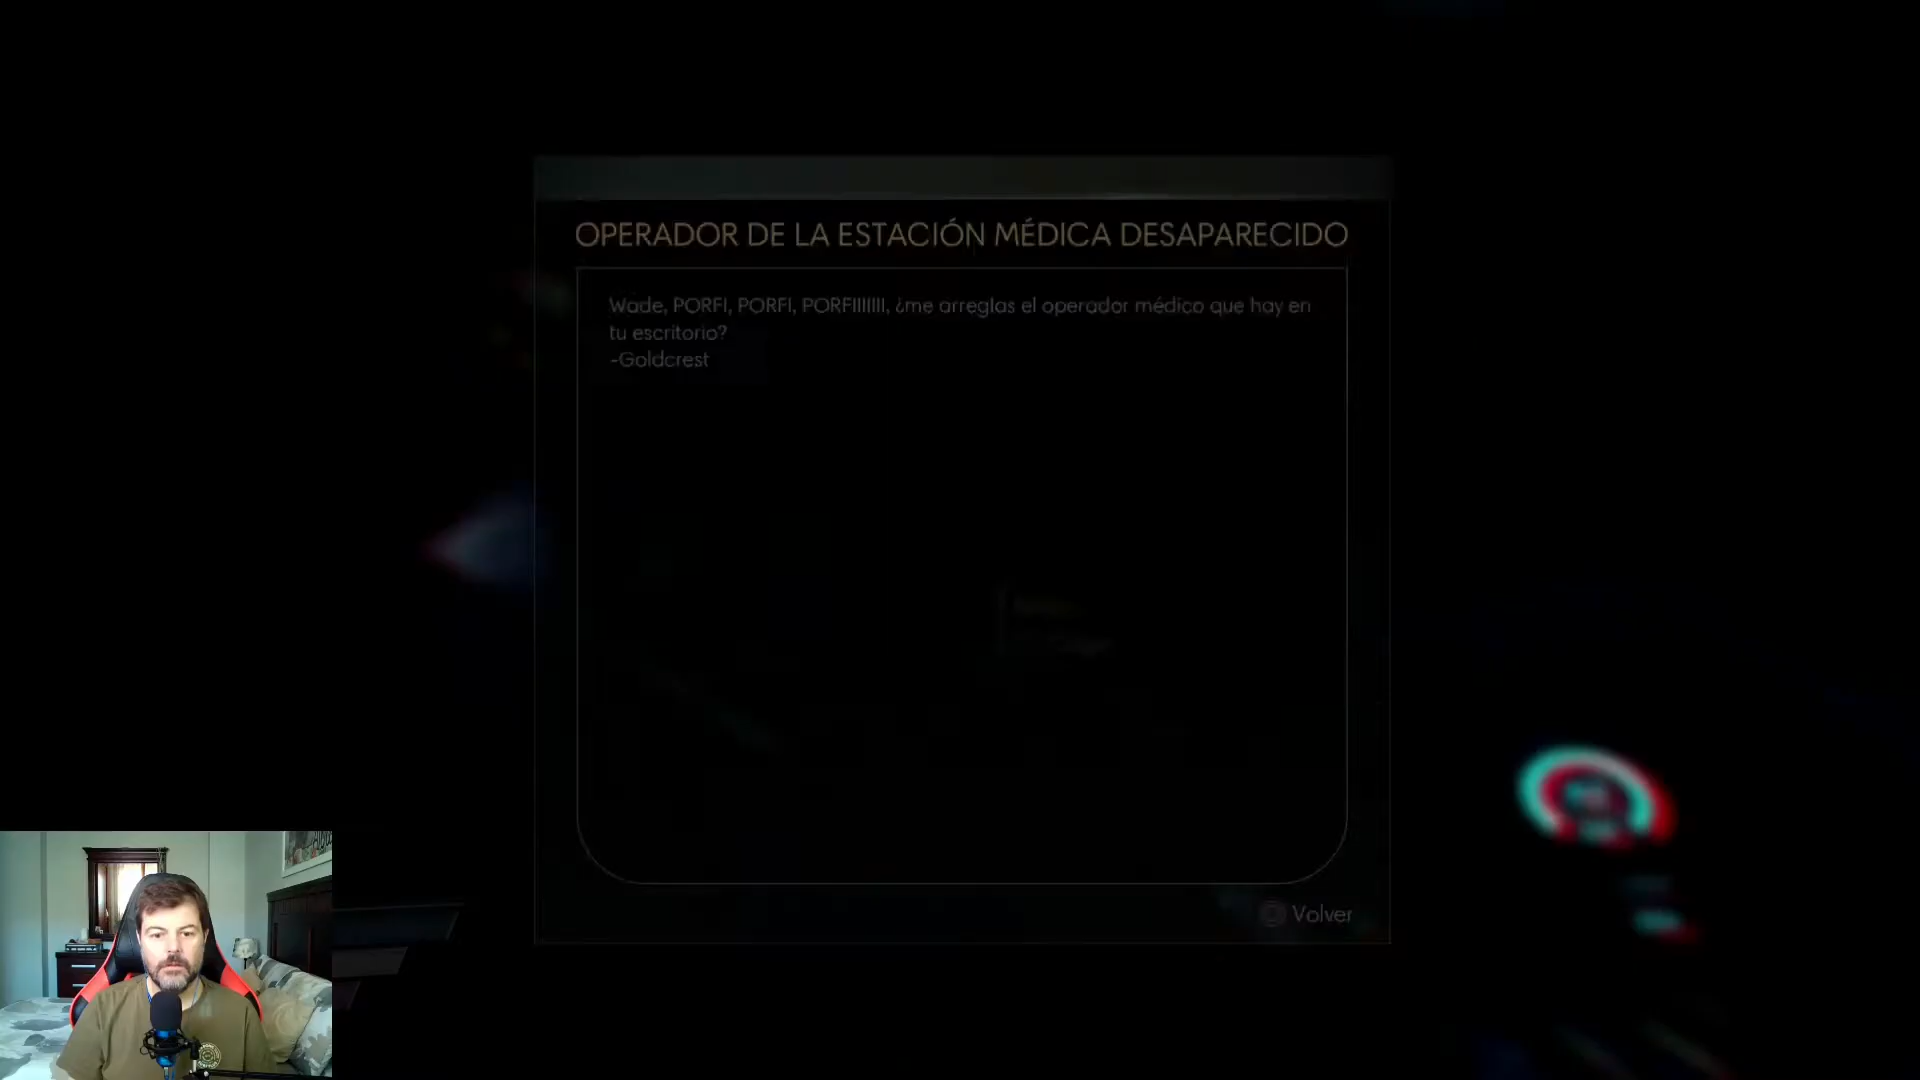 OPERADOR DE LA ESTACIÓN MÉDICA DESAPARECIDO
Wade, PORFI, PORFI, PORFIIIIIII, ¿me arreglas el operador médico que hay en
tu escritorio?
-Goldcrest
Volver